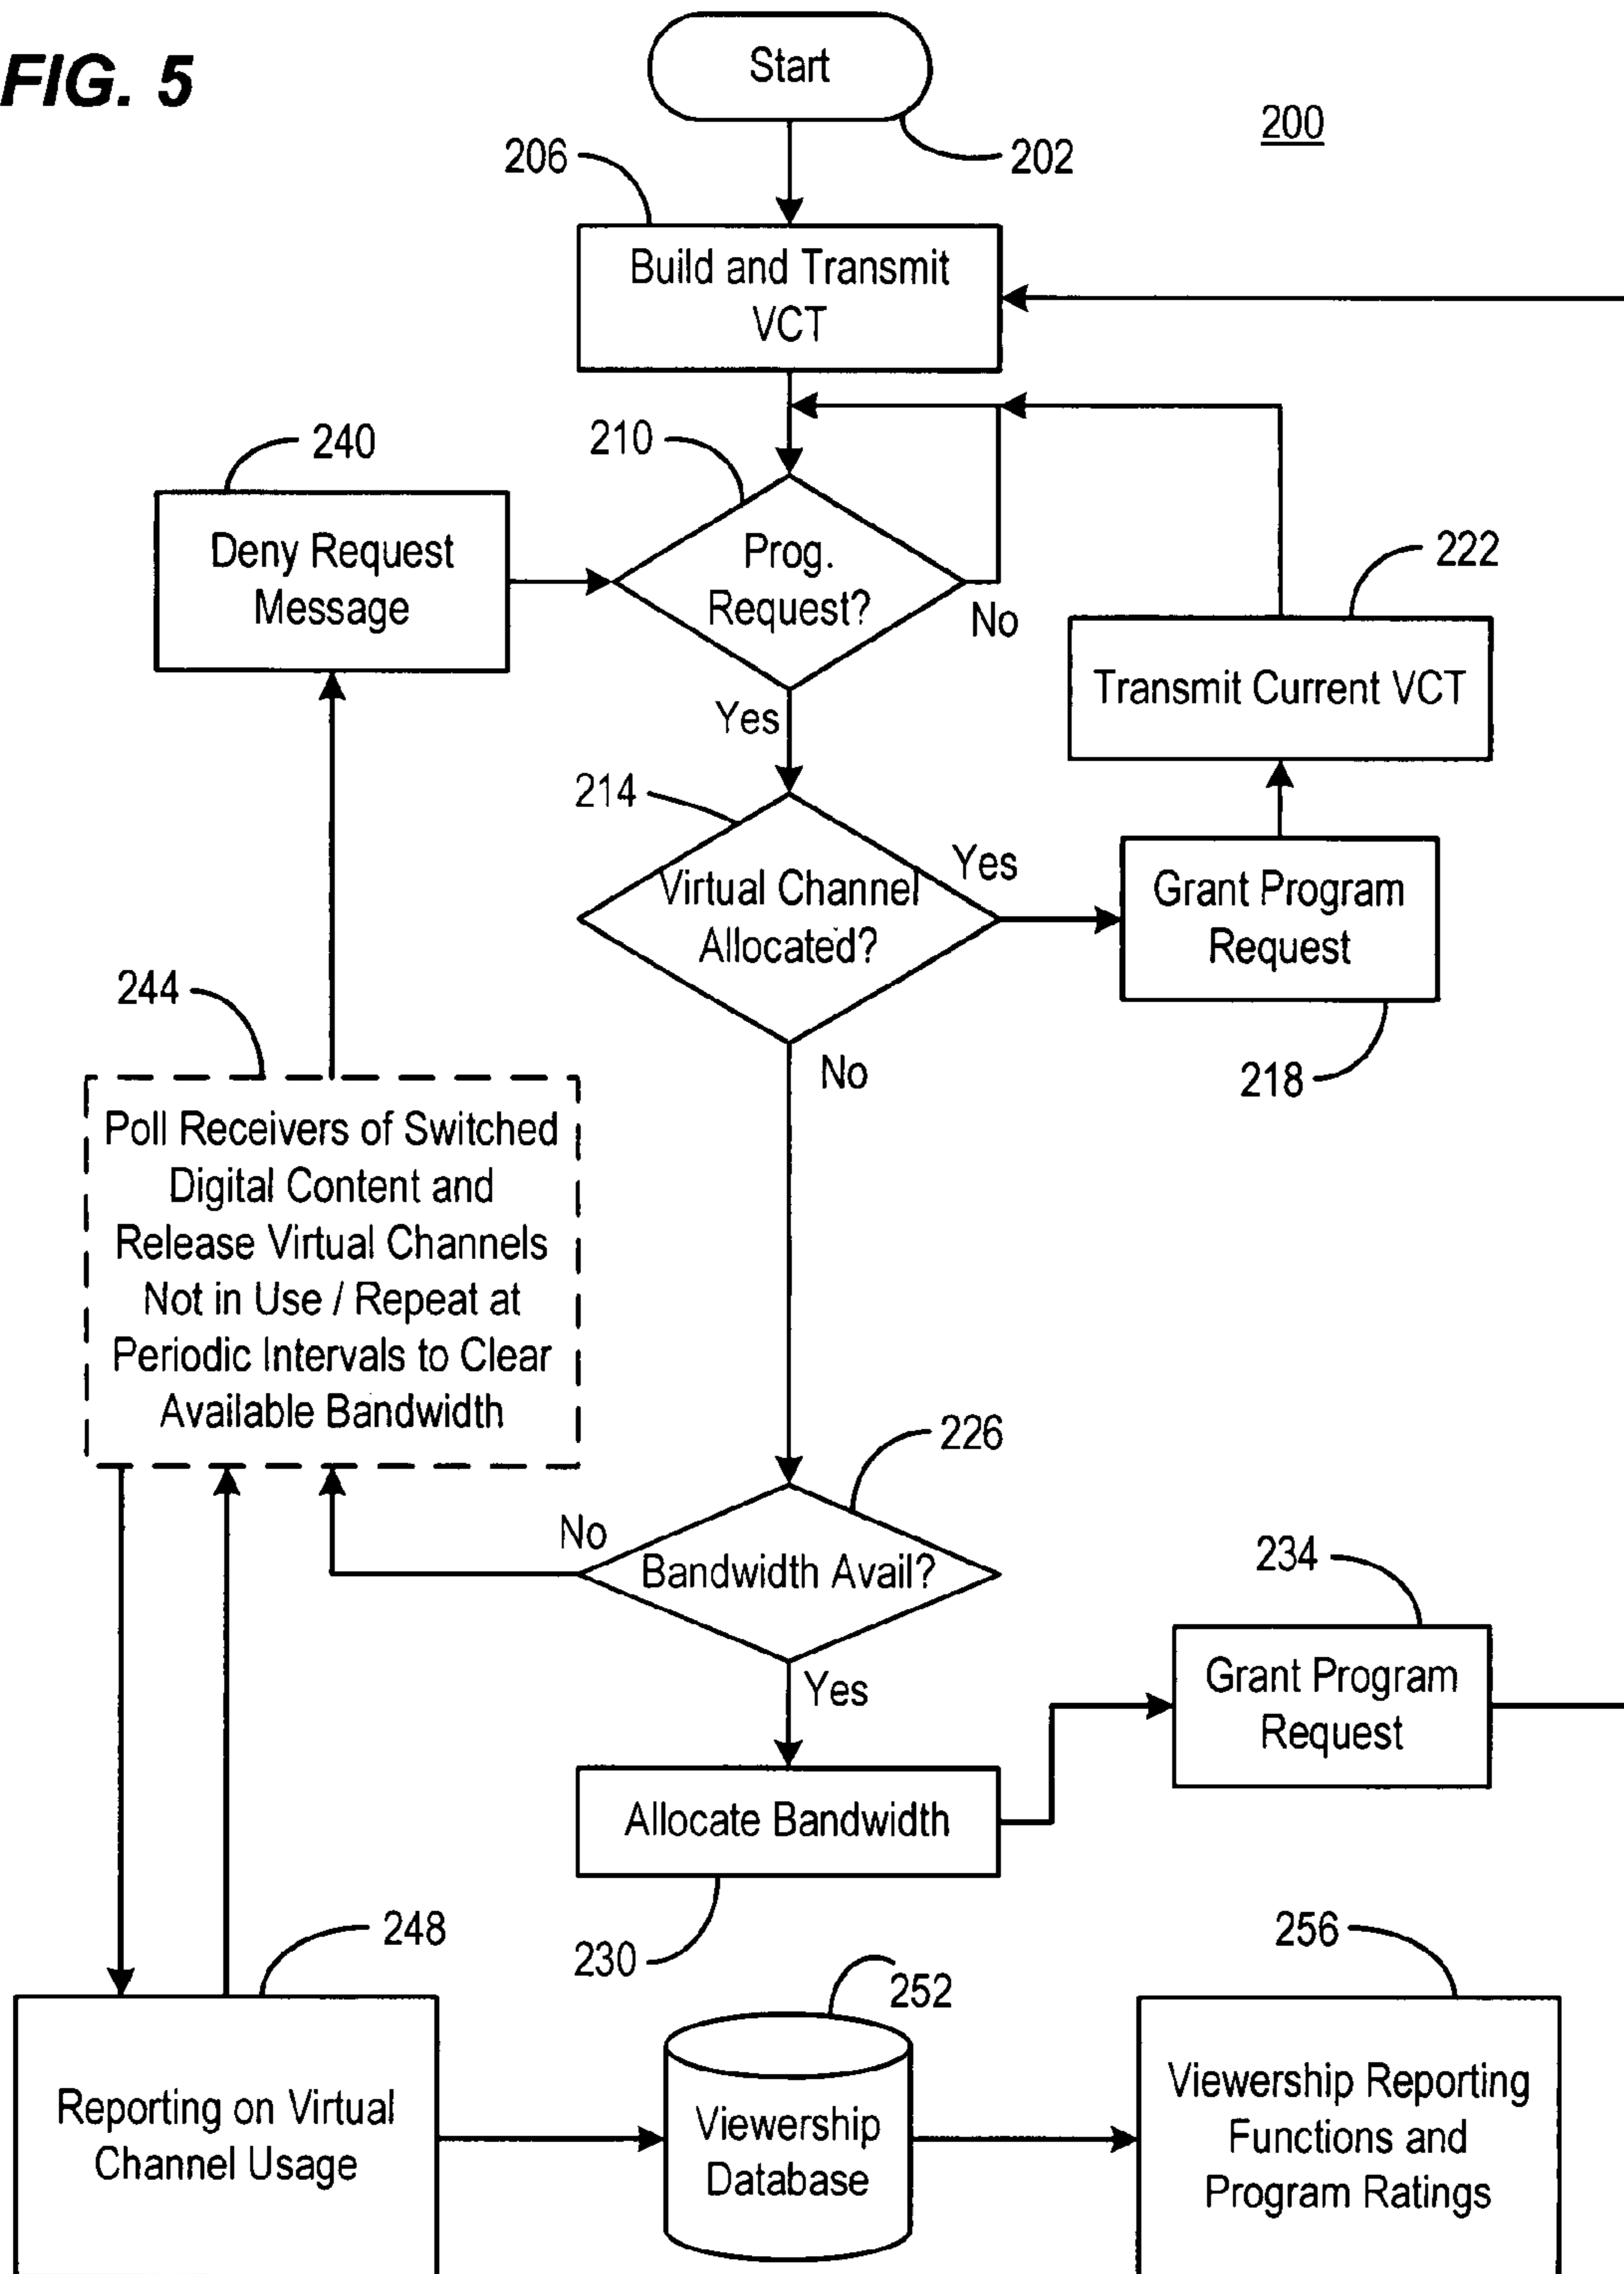 FIG. 5
Start
200
202
206
Build and Transmit
VCT
240
210
Deny Request
Message
Prog.
Request?
No
222
Transmit Current VCT
Yes
214
Virtual Channel
Allocated?
Yes
Grant Program
Request
218
No
244
Poll Receivers of Switched
Digital Content and
Release Virtual Channels
Not in Use / Repeat at
Periodic Intervals to Clear
Available Bandwidth
226
No
Bandwidth Avail?
234
Grant Program
Request
Yes
Allocate Bandwidth
230
248
252
256
Reporting on Virtual
Channel Usage
Viewership
Database
Viewership Reporting
Functions and
Program Ratings